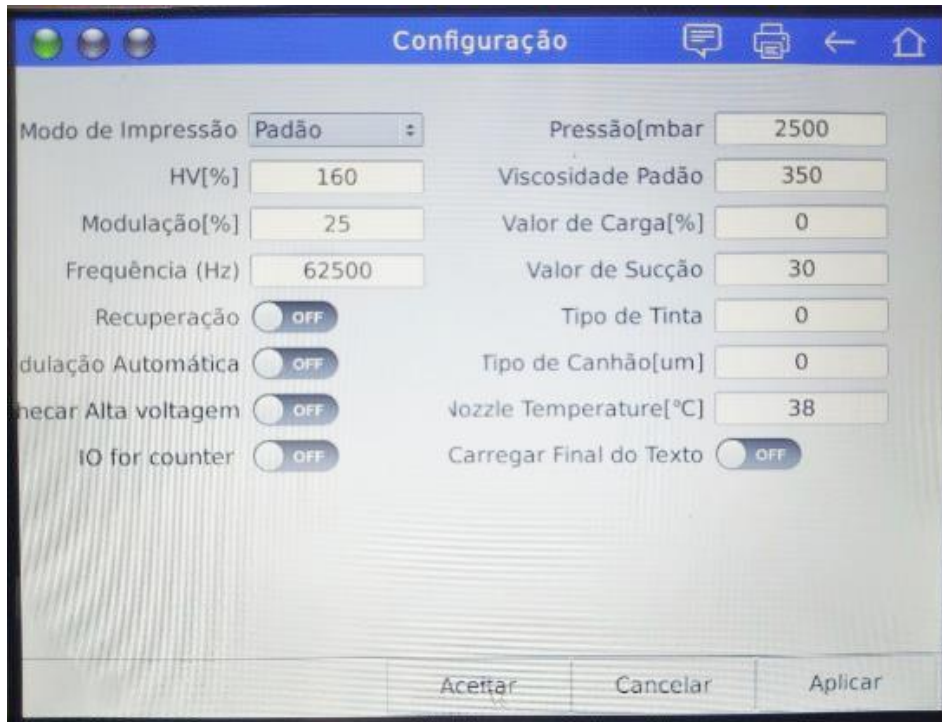 Configuração
Modo de Impressão Padão Pressão[mbar 2500
HV[%] 160 Viscosidade Padão 350
Modulação[%] 25 Valor de Carga[%] 0
Frequência (Hz) 62500 Valor de Sucção 30
Recuperação OFF Tipo de Tinta 0
dulação Automática OFF Tipo de Canhão[um] 0
hecar Alta voltagem OFF Nozzle Temperature[°C] 38
IO for counter OFF Carregar Final do Texto OFF
Aceitar Cancelar Aplicar